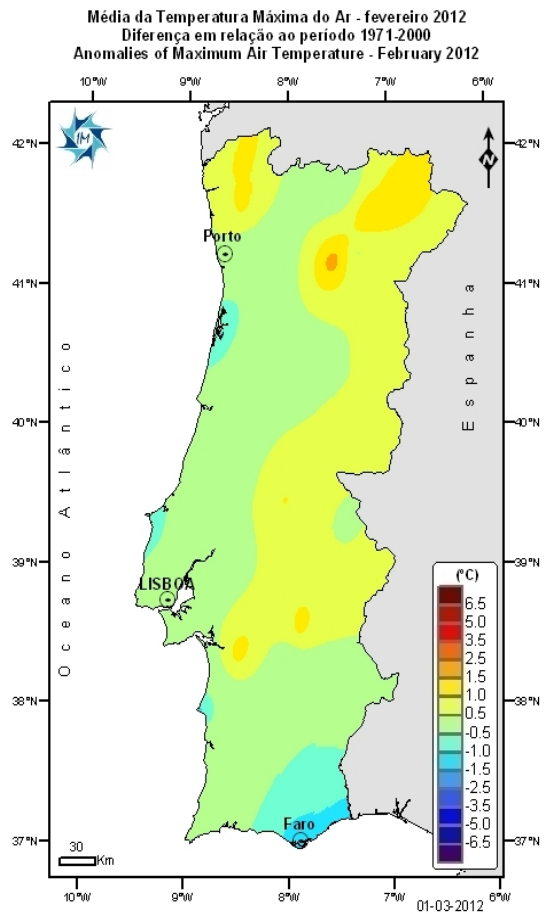 Média da Temperatura Máxima do Ar - fevereiro 2012
Diferença em relação ao período 1971-2000
Anomalies of Maximum Air Temperature - February 2012
10°W 9°W 8°W 7°W 6°W
IM
N
42°N 42°N
Porto
41°N 41°N
Espanha
Oceano Atlântico
40°N 40°N
39°N 39°N
LISBOA
(°C)
6.5
5.0
3.5
2.5
1.5
1.0
0.5
-0.5
-1.0
-1.5
-2.5
-3.5
-5.0
-6.5
38°N 38°N
Faro
37°N 37°N
30
Km
10°W 9°W 8°W 7°W 6°W
01-03-2012